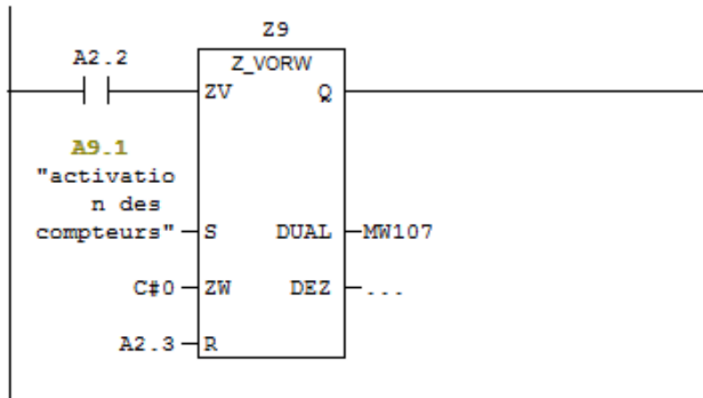 Z9
A2.2
Z_VORW
ZV Q
A9.1
"activatio
n des
compteurs" S DUAL MW107
C#0 ZW DEZ ...
A2.3 R